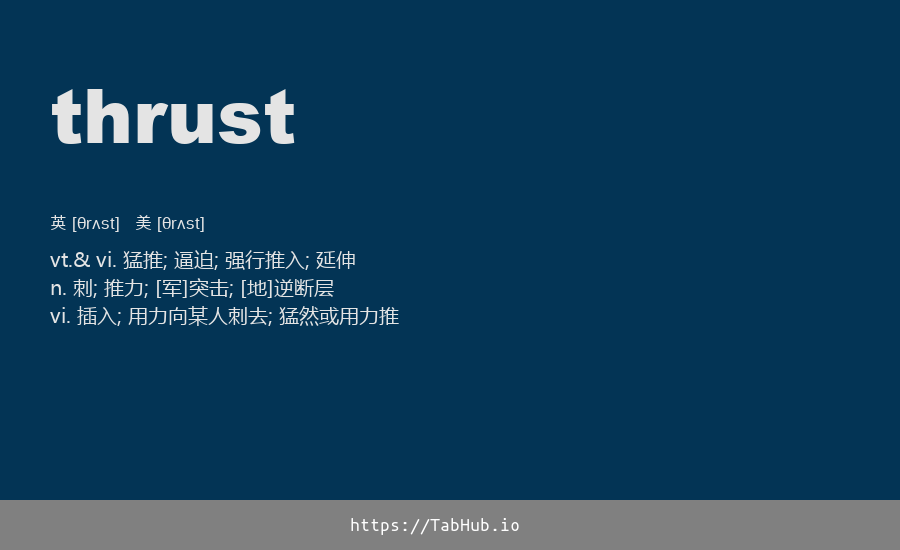 thrust
英 [θrʌst] 美 [θrʌst]
vt.& vi. 猛推; 逼迫; 强行推入; 延伸
n. 刺; 推力; [军]突击; [地]逆断层
vi. 插入; 用力向某人刺去; 猛然或用力推
https://TabHub.io